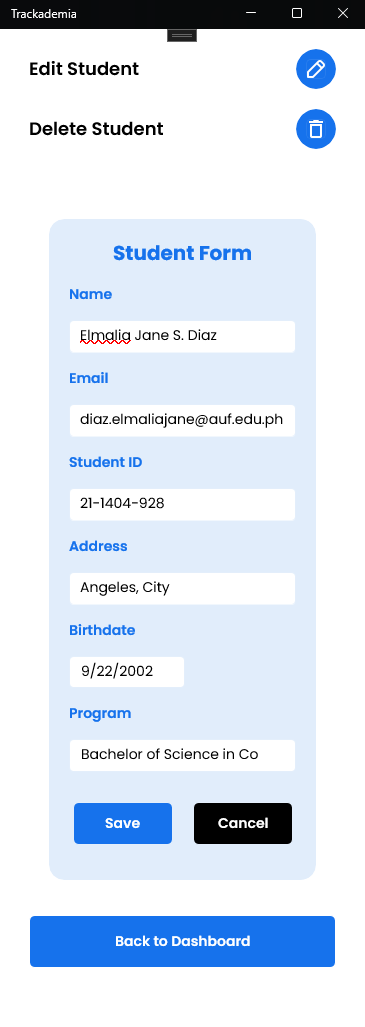 Trackademia
Edit Student
Delete Student
Student Form
Name
Elmalia Jane S. Diaz
Email
diaz.elmaliajane@auf.edu.ph
Student ID
21-1404-928
Address
Angeles, City
Birthdate
9/22/2002
Program
Bachelor of Science in Co
Save
Cancel
Back to Dashboard